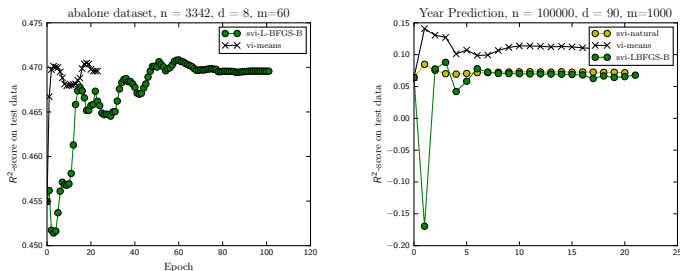 abalone dataset, n = 3342, d = 8, m=60
0.475
0.470
0.465
0.460
0.455
0.450
R²-score on test data
svi-L-BFGS-B
vi-means
0 20 40 60 80 100 120
Epoch
Year Prediction, n = 100000, d = 90, m=1000
0.15
0.10
0.05
0.00
−0.05
−0.10
−0.15
−0.20
R²-score on test data
svi-natural
vi-means
svi-LBFGS-B
0 5 10 15 20 25